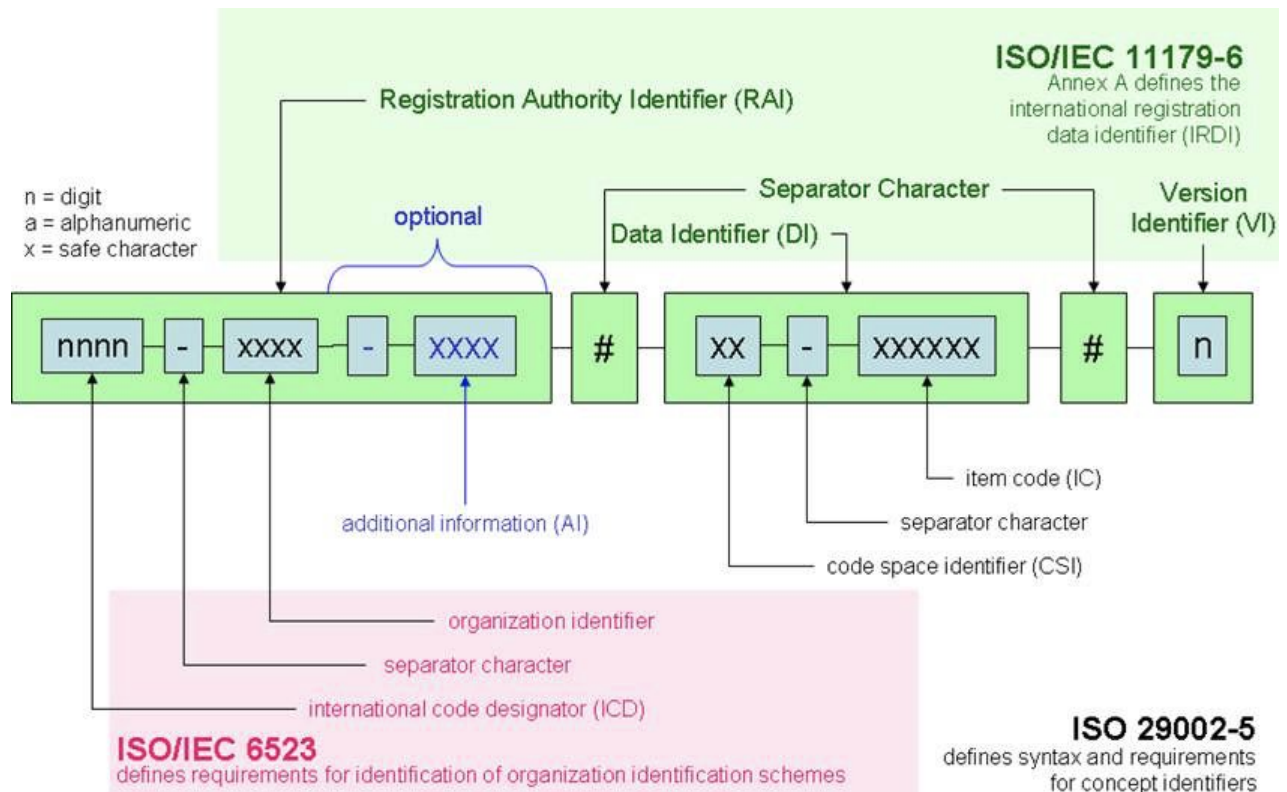 ISO/IEC 11179-6
Annex A defines the
international registration
data identifier (IRDI)
Registration Authority Identifier (RAI)
n = digit
a = alphanumeric
x = safe character
optional
Separator Character
Data Identifier (DI)
Version
Identifier (VI)
nnnn - xxxx - xxxx # xx - xxxxxx # n
item code (IC)
additional information (AI)
separator character
code space identifier (CSI)
organization identifier
separator character
international code designator (ICD)
ISO/IEC 6523
defines requirements for identification of organization identification schemes
ISO 29002-5
defines syntax and requirements
for concept identifiers